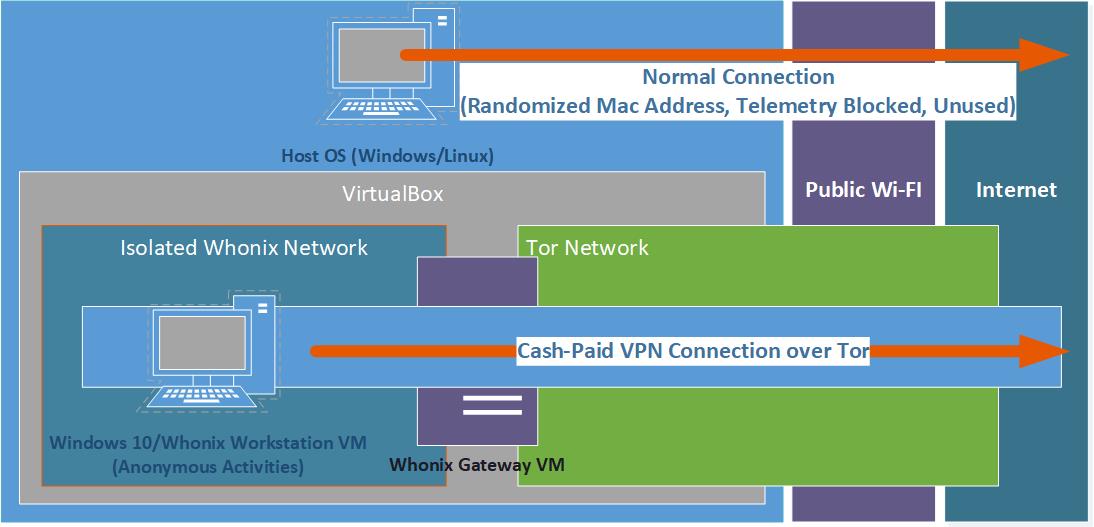 Normal Connection
(Randomized Mac Address, Telemetry Blocked, Unused)
Host OS (Windows/Linux)
VirtualBox
Public Wi-FI
Internet
Isolated Whonix Network
Tor Network
Cash-Paid VPN Connection over Tor
Windows 10/Whonix Workstation VM
(Anonymous Activities)
Whonix Gateway VM